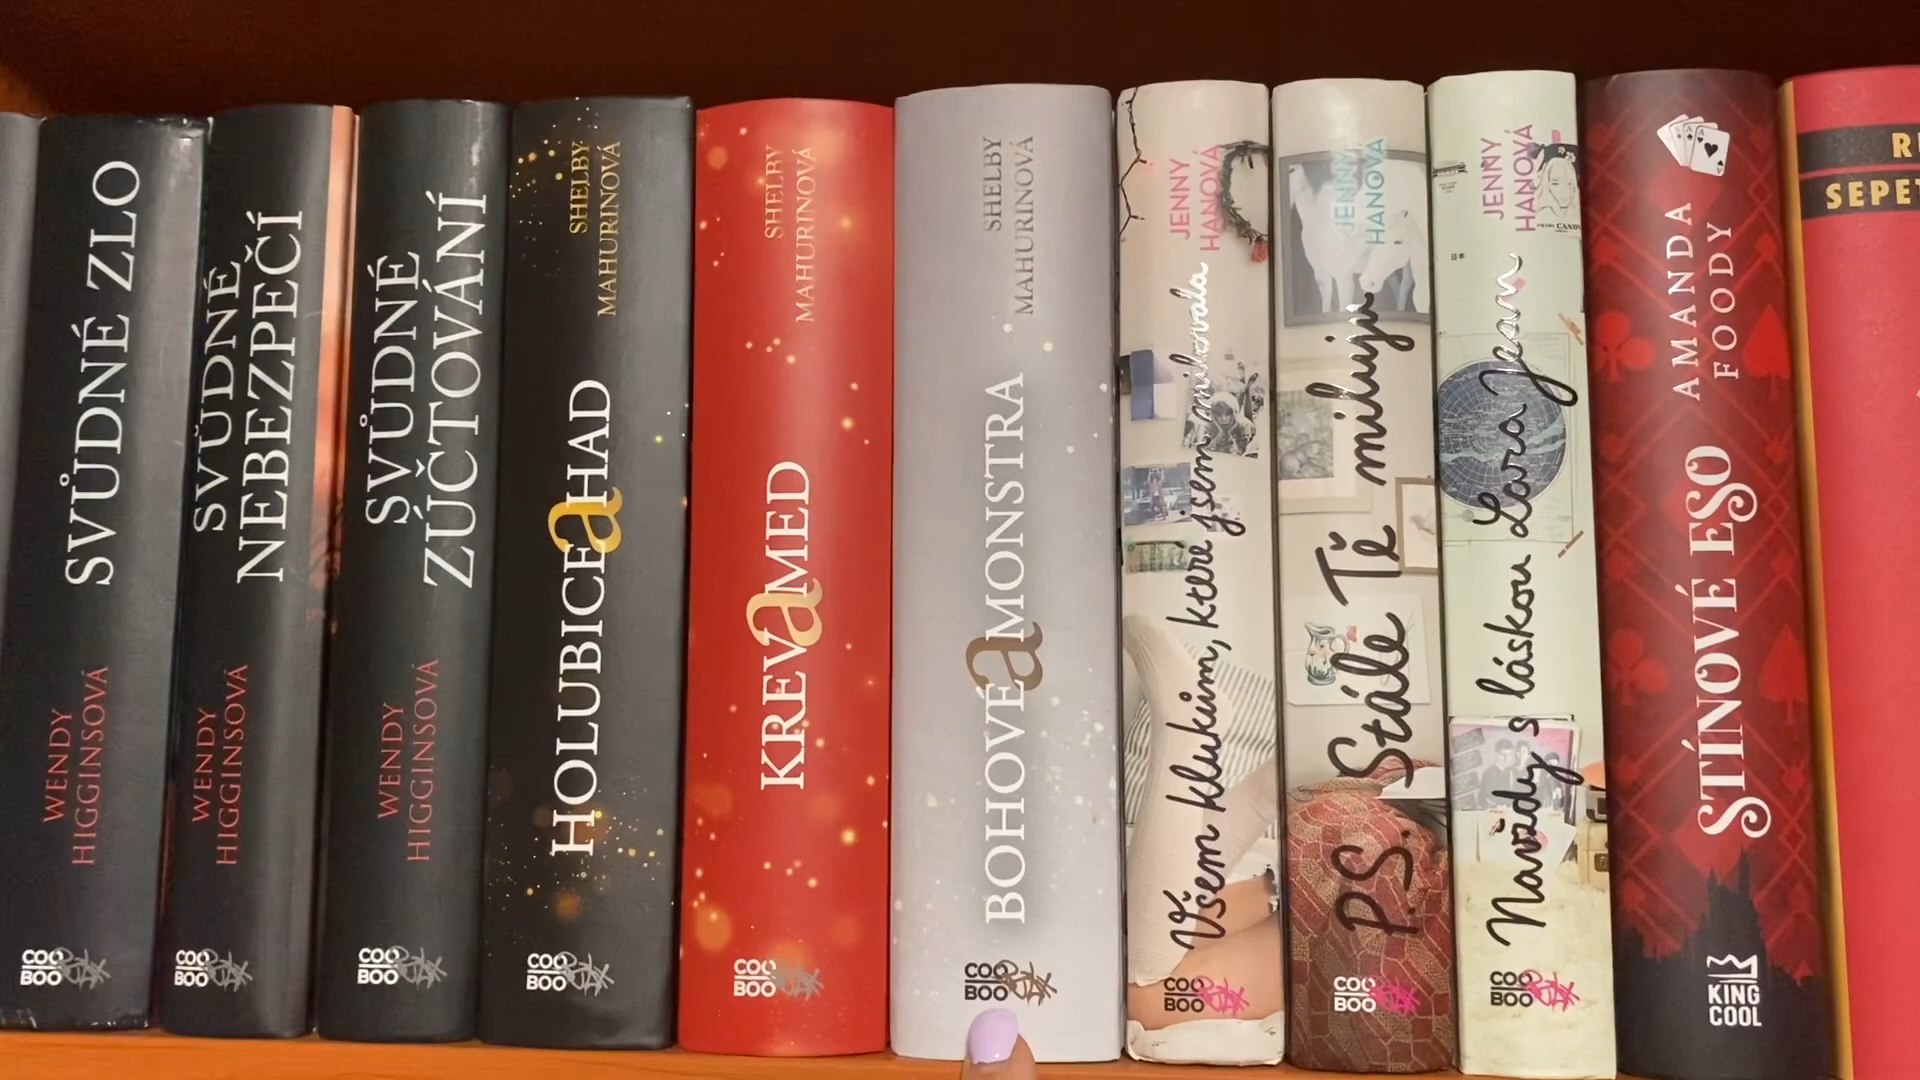 SVŮDNÉ ZLO
WENDY
HIGGINSOVÁ
COO
BOO
SVŮDNÉ
NEBEZPEČÍ
WENDY
HIGGINSOVÁ
COO
BOO
SVŮDNÉ
ZÚČTOVÁNÍ
WENDY
HIGGINSOVÁ
COO
BOO
SHELBY
MAHURINOVÁ
HOLUBICE a HAD
COO
BOO
SHELBY
MAHURINOVÁ
KREV a MED
COO
BOO
SHELBY
MAHURINOVÁ
BOHOVÉ a MONSTRA
COO
BOO
JENNY
HANOVÁ
Všem klukům, které jsem milovala
COO
BOO
JENNY
HANOVÁ
P.S. Stále Tě miluju
COO
BOO
JENNY
HANOVÁ
Navždy s láskou Lara Jean
COO
BOO
AMANDA
FOODY
STÍNOVÉ ESO
KING
COOL